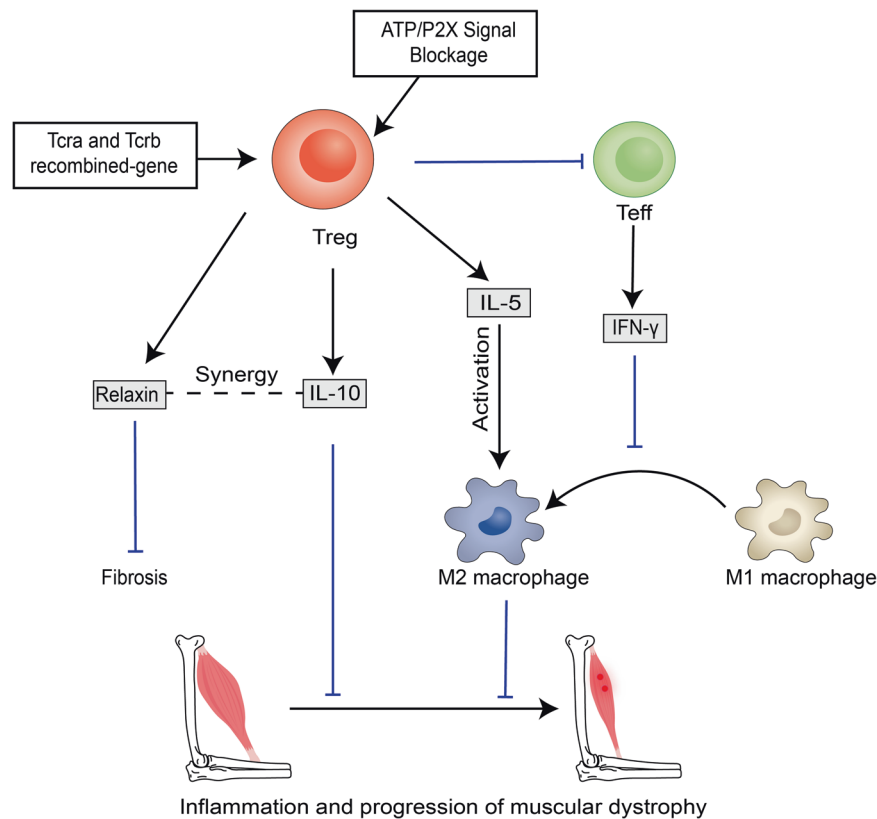 ATP/P2X Signal
Blockage
Tcra and Tcrb
recombined-gene
Treg
Teff
IL-5
IFN-γ
Activation
Synergy
Relaxin
IL-10
Fibrosis
M2 macrophage
M1 macrophage
Inflammation and progression of muscular dystrophy